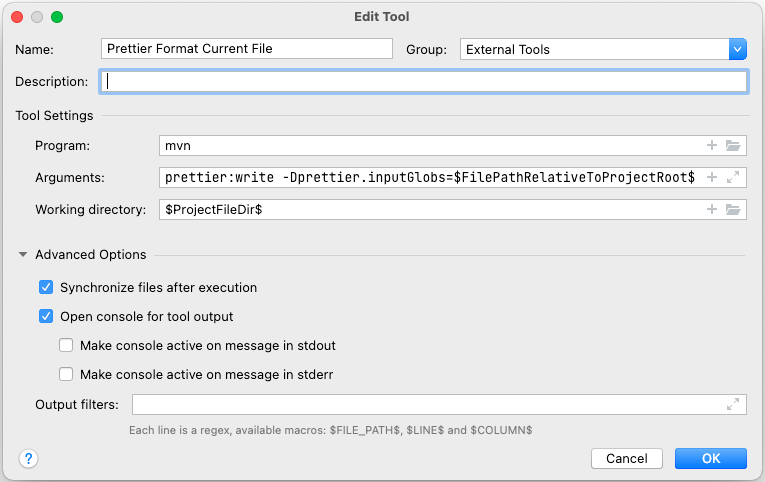 Edit Tool
Name: Prettier Format Current File Group: External Tools
Description:
Tool Settings
Program: mvn
Arguments: prettier:write -Dprettier.inputGlobs=$FilePathRelativeToProjectRoot$
Working directory: $ProjectFileDir$
Advanced Options
Synchronize files after execution
Open console for tool output
Make console active on message in stdout
Make console active on message in stderr
Output filters:
Each line is a regex, available macros: $FILE_PATH$, $LINE$ and $COLUMN$
? Cancel OK